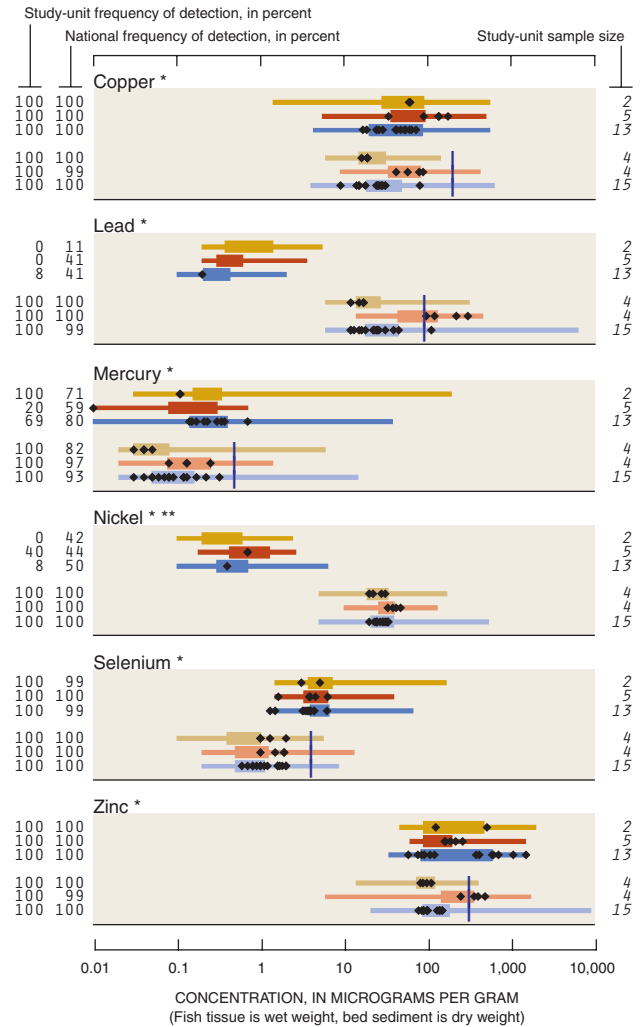 Study-unit frequency of detection, in percent
National frequency of detection, in percent
Study-unit sample size
Copper *
100 100 2
100 100 5
100 100 13
100 100 4
100 99 4
100 100 15
Lead *
0 11 2
0 41 5
8 41 13
100 100 4
100 100 4
100 99 15
Mercury *
100 71 2
20 59 5
69 80 13
100 82 4
100 97 4
100 93 15
Nickel * **
0 42 2
40 44 5
8 50 13
100 100 4
100 100 4
100 100 15
Selenium *
100 99 2
100 100 5
100 99 13
100 100 4
100 100 4
100 100 15
Zinc *
100 100 2
100 100 5
100 100 13
100 100 4
100 99 4
100 100 15
0.01 0.1 1 10 100 1,000 10,000
CONCENTRATION, IN MICROGRAMS PER GRAM
(Fish tissue is wet weight, bed sediment is dry weight)